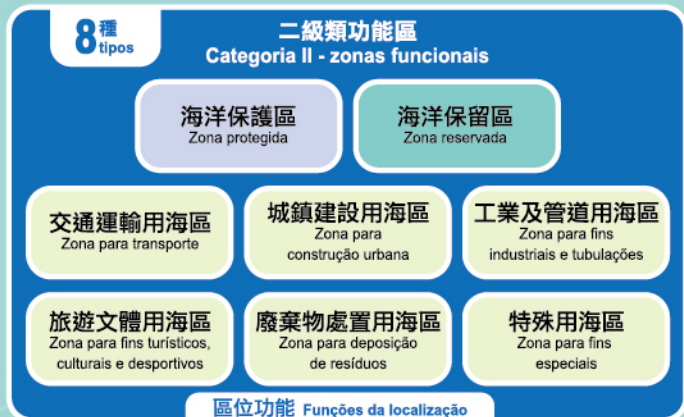 8種
tipos
二級類功能區
Categoria II - zonas funcionais
海洋保護區
Zona protegida
海洋保留區
Zona reservada
交通運輸用海區
Zona para transporte
城鎮建設用海區
Zona para
construção urbana
工業及管道用海區
Zona para fins
industriais e tubulações
旅遊文體用海區
Zona para fins turísticos,
culturais e desportivos
廢棄物處置用海區
Zona para deposição
de resíduos
特殊用海區
Zona para fins
especiais
區位功能 Funções da localização